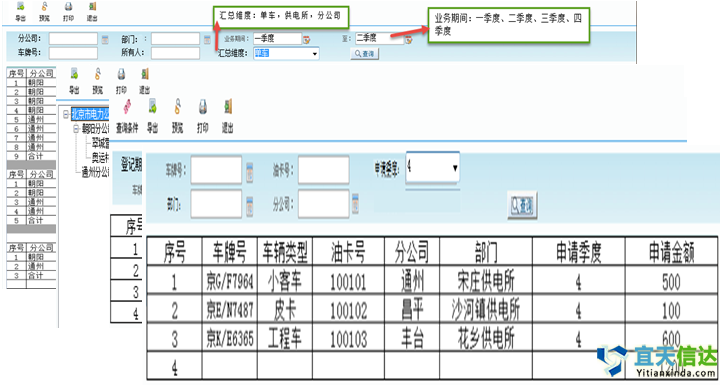 导出 预览 打印 退出
汇总维度:单车,供电所,分公司
业务期间:一季度、二季度、三季度、四季度
分公司: 部门: 业务期间: 一季度 至: 二季度
车牌号: 所有人: 汇总维度: 单车 查询
序号 分公司
1 朝阳
2 朝阳
3 朝阳
4 朝阳
5 通州
6 通州
7 通州
8 通州
9 合计
序号 分公司
1 朝阳
2 朝阳
3 朝阳
4 通州
5 合计
序号 分公司
1 朝阳
2 通州
3 合计
导出 预览 打印 退出
北京市电力公
朝阳分公
翠城
奥运村
通州分公
查询条件 导出 预览 打印 退出
登记期
车牌
序号
1
2
3
4
车牌号: 油卡号: 申请季度: 4
部门: 分公司: 查询
序号 车牌号 车辆类型 油卡号 分公司 部门 申请季度 申请金额
1 京G/F7964 小客车 100101 通州 宋庄供电所 4 500
2 京E/N7487 皮卡 100102 昌平 沙河镇供电所 4 100
3 京K/E6365 工程车 100103 丰台 花乡供电所 4 600
4
宜天信达
Yitianxinda.com